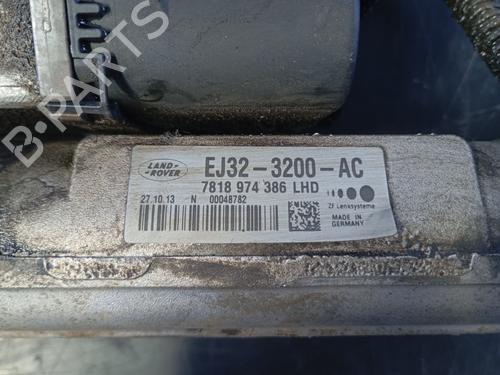 B-PARTS
LAND-
ROVER
EJ32-3200-AC
7818 974 386 LHD
27.10.13 N 00048782
ZF Lenksysteme
MADE IN
GERMANY